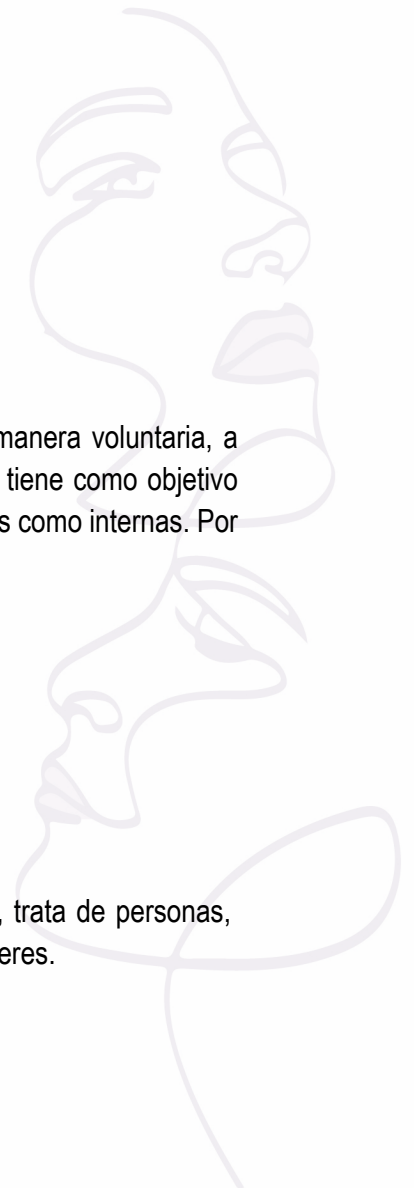 manera voluntaria, a
tiene como objetivo
s como internas. Por
, trata de personas,
eres.